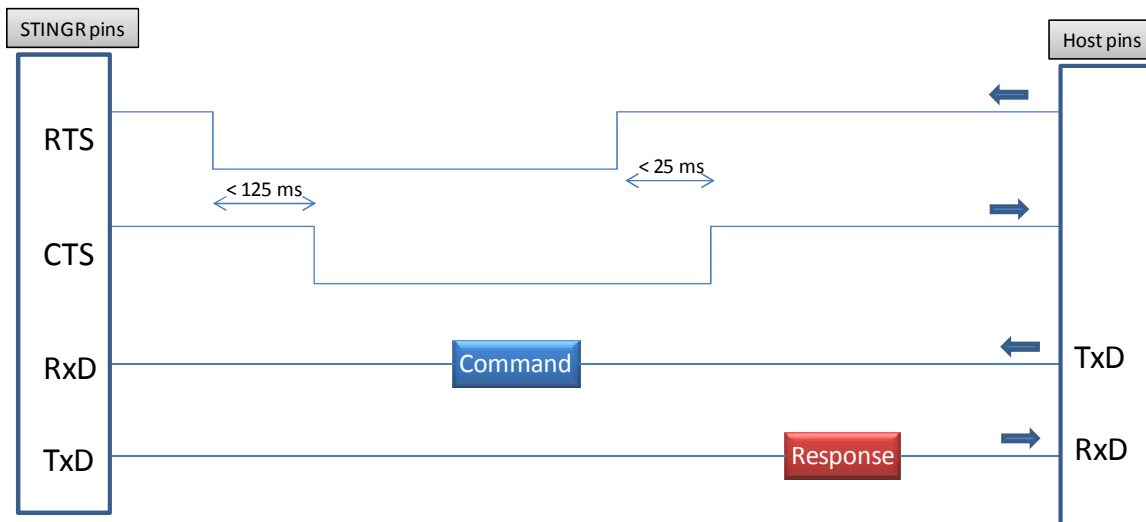 STINGR pins
Host pins
RTS
< 125 ms
< 25 ms
CTS
RxD
Command
TxD
TxD
Response
RxD